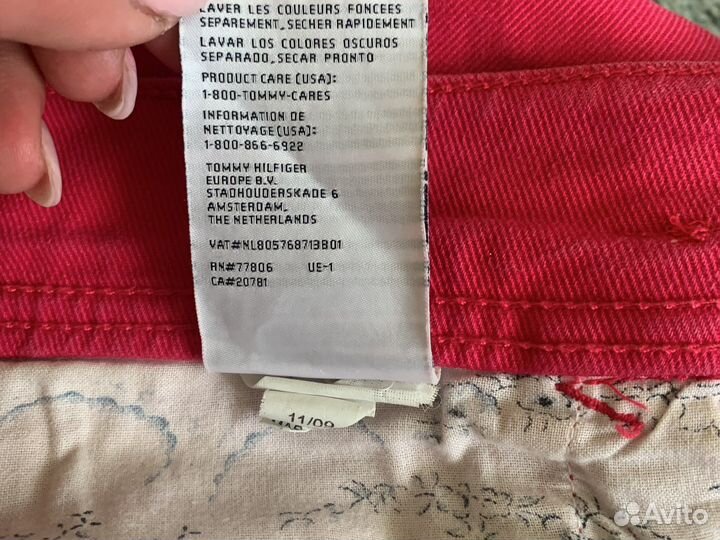 LAVER LES COULEURS FONCEES
SEPAREMENT, SECHER RAPIDEMENT
LAVAR LOS COLORES OSCUROS
SEPARADO, SECAR PRONTO
PRODUCT CARE (USA):
1-800-TOMMY-CARES
INFORMATION DE
NETTOYAGE(USA):
1-800-866-6922
TOMMY HILFIGER
EUROPE B.V.
STADHOUDERSKADE 6
AMSTERDAM,
THE NETHERLANDS
VAT#NL805768713B01
RN#77806 UE-1
CA#20781
11/09
Avito